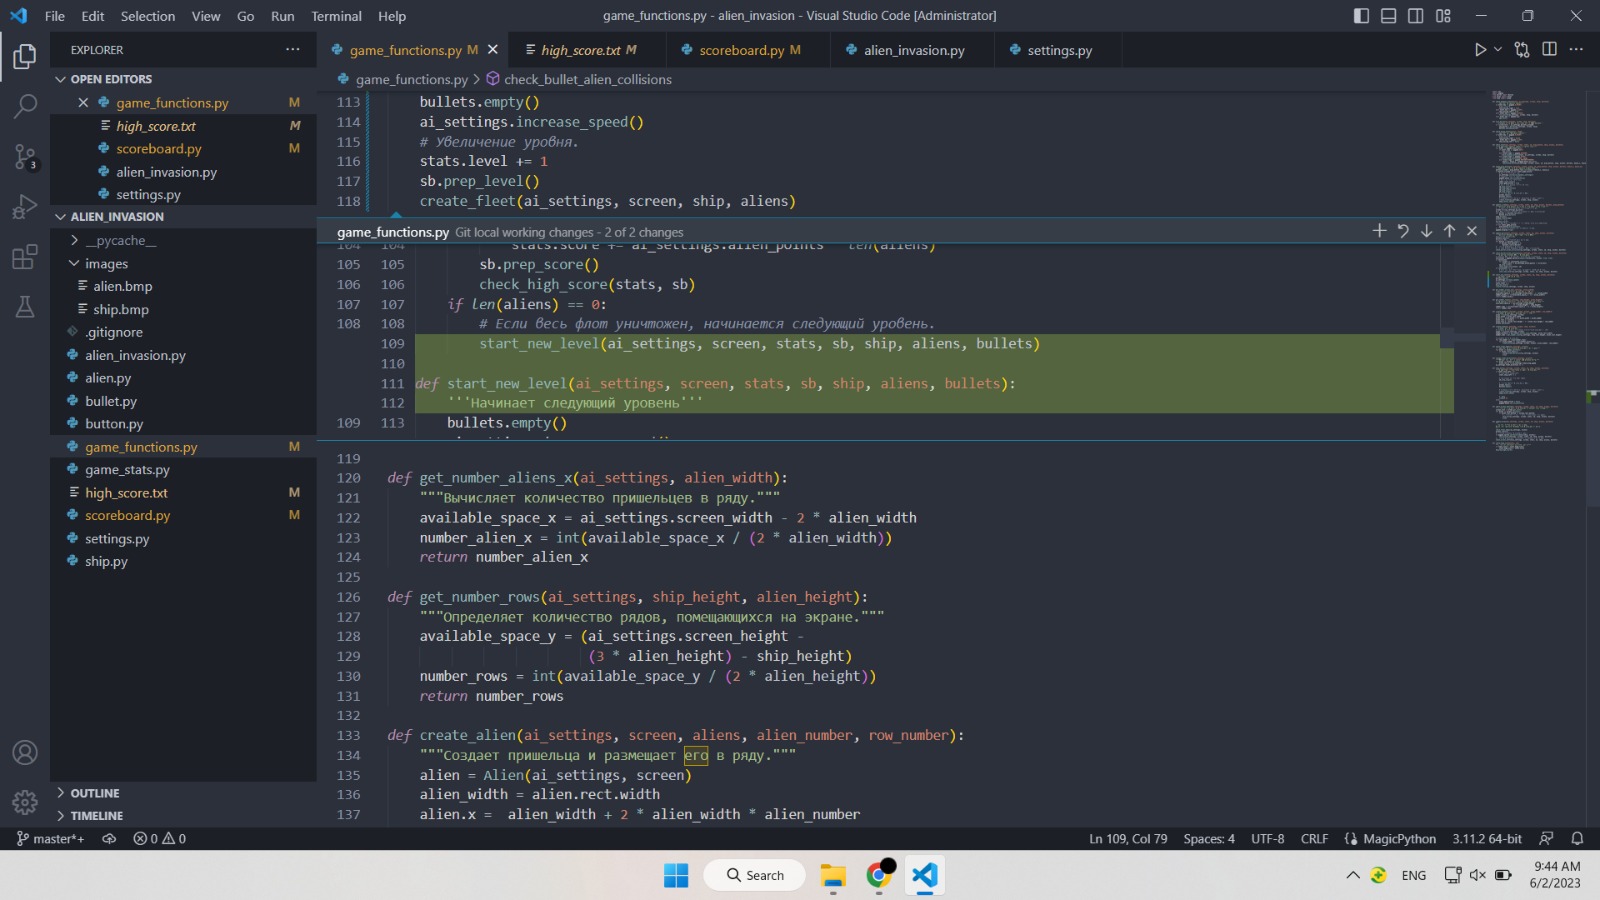 File Edit Selection View Go Run Terminal Help
game_functions.py - alien_invasion - Visual Studio Code [Administrator]
EXPLORER
game_functions.py M
high_score.txt M
scoreboard.py M
alien_invasion.py
settings.py
OPEN EDITORS
game_functions.py M
high_score.txt M
scoreboard.py M
alien_invasion.py
settings.py
3
ALIEN_INVASION
__pycache__
images
alien.bmp
ship.bmp
.gitignore
alien_invasion.py
alien.py
bullet.py
button.py
game_functions.py M
game_stats.py
high_score.txt M
scoreboard.py M
settings.py
ship.py
OUTLINE
TIMELINE
game_functions.py > check_bullet_alien_collisions
113 bullets.empty()
114 ai_settings.increase_speed()
115 # Увеличение уровня.
116 stats.level += 1
117 sb.prep_level()
118 create_fleet(ai_settings, screen, ship, aliens)
game_functions.py Git local working changes - 2 of 2 changes
104 104 stats.score += ai_settings.alien_points * len(aliens)
105 105 sb.prep_score()
106 106 check_high_score(stats, sb)
107 107 if len(aliens) == 0:
108 108 # Если весь флот уничтожен, начинается следующий уровень.
109 start_new_level(ai_settings, screen, stats, sb, ship, aliens, bullets)
110
111 def start_new_level(ai_settings, screen, stats, sb, ship, aliens, bullets):
112 '''Начинает следующий уровень'''
109 113 bullets.empty()
119
120 def get_number_aliens_x(ai_settings, alien_width):
121 """Вычисляет количество пришельцев в ряду."""
122 available_space_x = ai_settings.screen_width - 2 * alien_width
123 number_alien_x = int(available_space_x / (2 * alien_width))
124 return number_alien_x
125
126 def get_number_rows(ai_settings, ship_height, alien_height):
127 """Определяет количество рядов, помещающихся на экране."""
128 available_space_y = (ai_settings.screen_height -
129 (3 * alien_height) - ship_height)
130 number_rows = int(available_space_y / (2 * alien_height))
131 return number_rows
132
133 def create_alien(ai_settings, screen, aliens, alien_number, row_number):
134 """Создает пришельца и размещает его в ряду."""
135 alien = Alien(ai_settings, screen)
136 alien_width = alien.rect.width
137 alien.x = alien_width + 2 * alien_width * alien_number
master*+ 0 0
Ln 109, Col 79 Spaces: 4 UTF-8 CRLF MagicPython 3.11.2 64-bit
Search
ENG
9:44 AM
6/2/2023